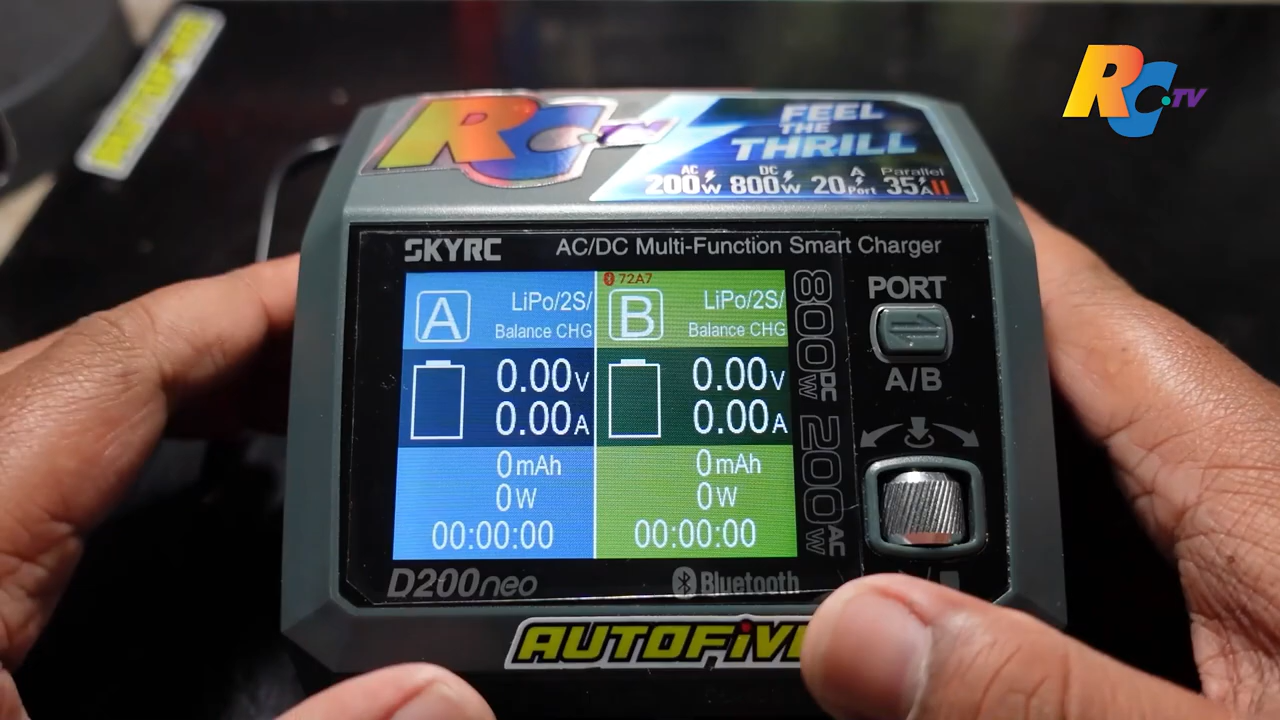 RC.TV
AUTOFIVE
RC.TV
FEEL
THE
THRILL
AC 200W DC 800W 20A Port Parallel 35A
SKYRC
AC/DC Multi-Function Smart Charger
A
LiPo/2S/
Balance CHG
0.00V
0.00A
0mAh
0W
00:00:00
72A7
B
LiPo/2S/
Balance CHG
0.00V
0.00A
0mAh
0W
00:00:00
800W DC 200W AC
PORT
A/B
D200neo
Bluetooth
AUTOFiV